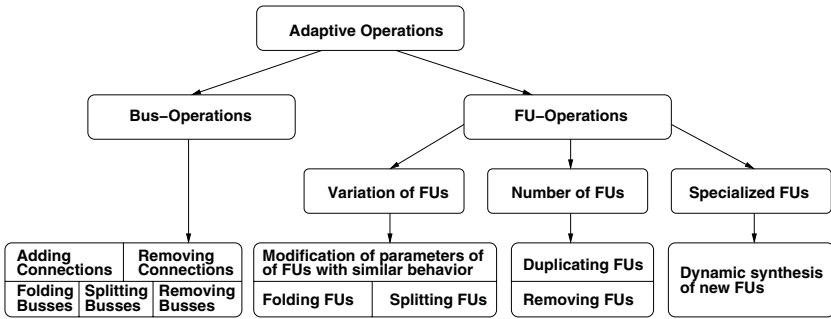 Adaptive Operations
Bus–Operations
FU–Operations
Variation of FUs
Number of FUs
Specialized FUs
Adding
Connections
Removing
Connections
Folding
Busses
Splitting
Busses
Removing
Busses
Modification of parameters of
of FUs with similar behavior
Folding FUs
Splitting FUs
Duplicating FUs
Removing FUs
Dynamic synthesis
of new FUs